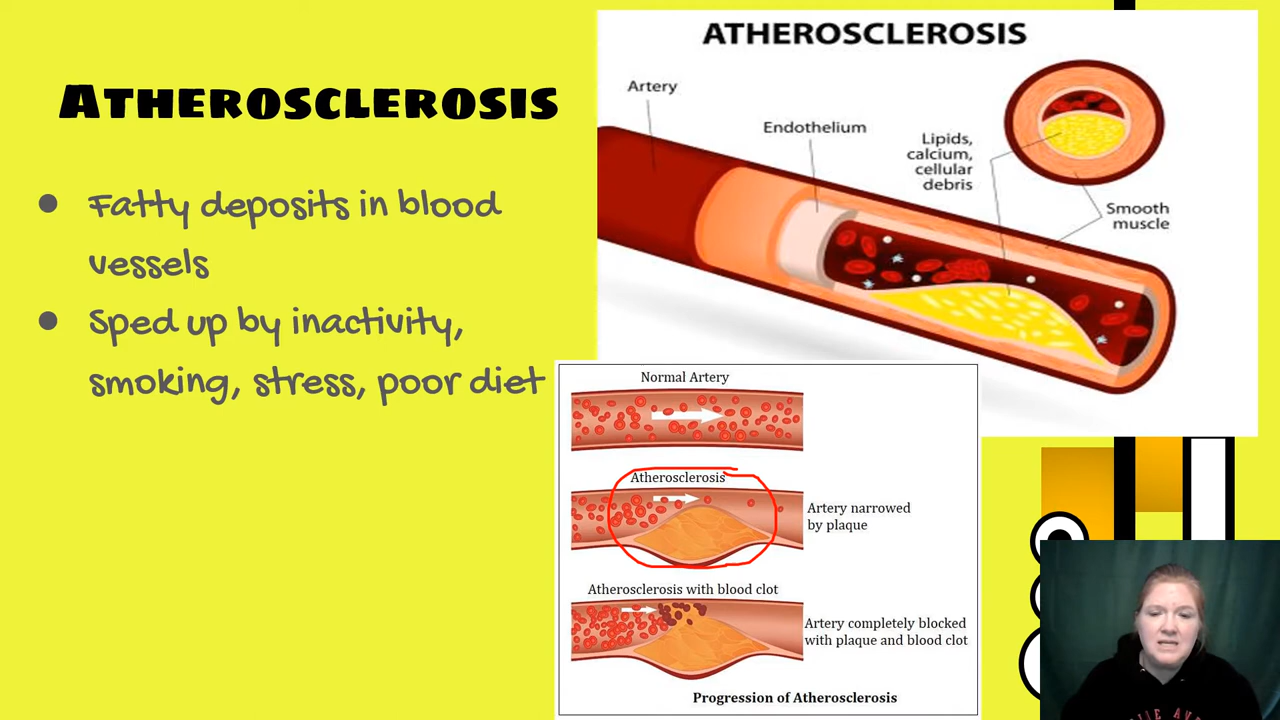 Atherosclerosis
● Fatty deposits in blood
vessels
● Sped up by inactivity,
smoking, stress, poor diet
ATHEROSCLEROSIS
Artery
Endothelium
Lipids,
calcium,
cellular
debris
Smooth
muscle
Normal Artery
Atherosclerosis
Artery narrowed
by plaque
Atherosclerosis with blood clot
Artery completely blocked
with plaque and blood clot
Progression of Atherosclerosis